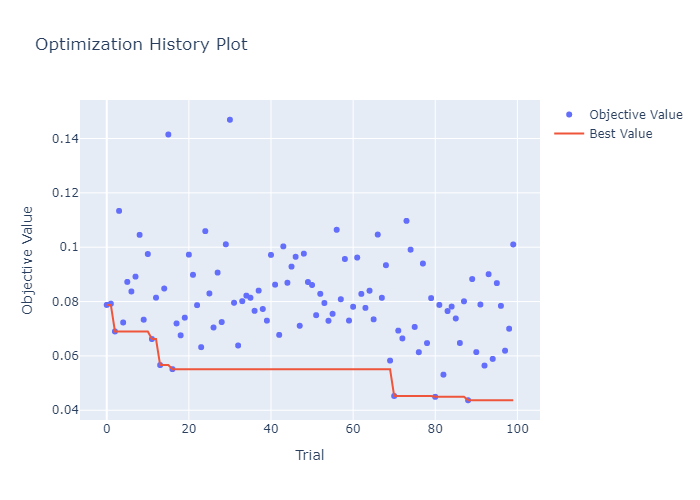 Optimization History Plot
Objective Value
Best Value
0.14
0.12
0.1
0.08
0.06
0.04
Objective Value
0
20
40
60
80
100
Trial